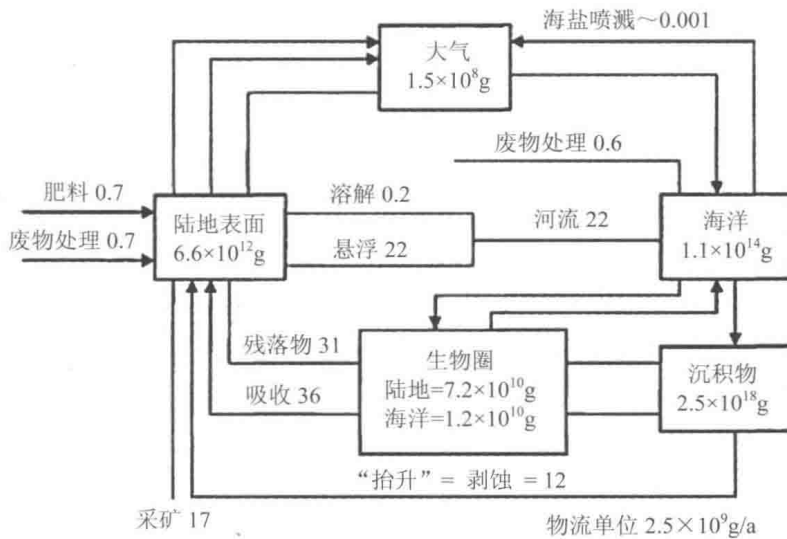 海盐喷溅～0.001
大气
1.5×10⁸g
废物处理 0.6
肥料 0.7
废物处理 0.7
陆地表面
6.6×10¹²g
溶解 0.2
悬浮 22
河流 22
海洋
1.1×10¹⁴g
残落物 31
吸收 36
生物圈
陆地=7.2×10¹⁰g
海洋=1.2×10¹⁰g
沉积物
2.5×10¹⁸g
“抬升” = 剥蚀 = 12
采矿 17
物流单位 2.5×10⁹g/a